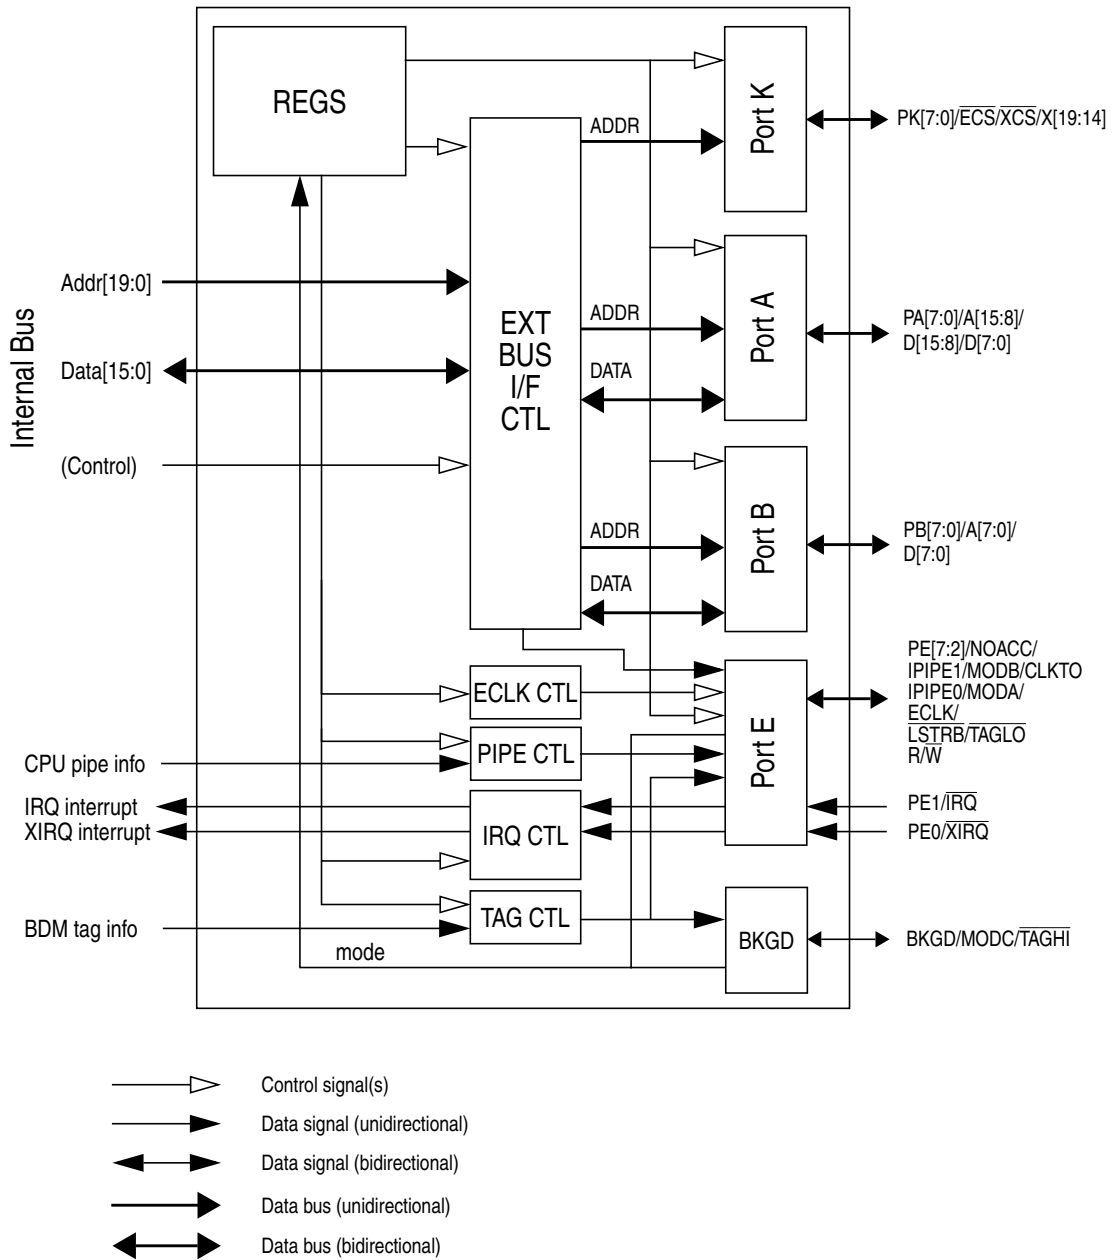 REGS
Port K
ADDR
PK[7:0]/ECS/XCS/X[19:14]
Internal Bus
Addr[19:0]
Data[15:0]
(Control)
EXT
BUS
I/F
CTL
ADDR
DATA
Port A
PA[7:0]/A[15:8]/
D[15:8]/D[7:0]
ADDR
DATA
Port B
PB[7:0]/A[7:0]/
D[7:0]
ECLK CTL
PIPE CTL
IRQ CTL
TAG CTL
Port E
PE[7:2]/NOACC/
IPIPE1/MODB/CLKTO
IPIPE0/MODA/
ECLK/
LSTRB/TAGLO
R/W
CPU pipe info
IRQ interrupt
XIRQ interrupt
PE1/IRQ
PE0/XIRQ
BDM tag info
mode
BKGD
BKGD/MODC/TAGHI
Control signal(s)
Data signal (unidirectional)
Data signal (bidirectional)
Data bus (unidirectional)
Data bus (bidirectional)